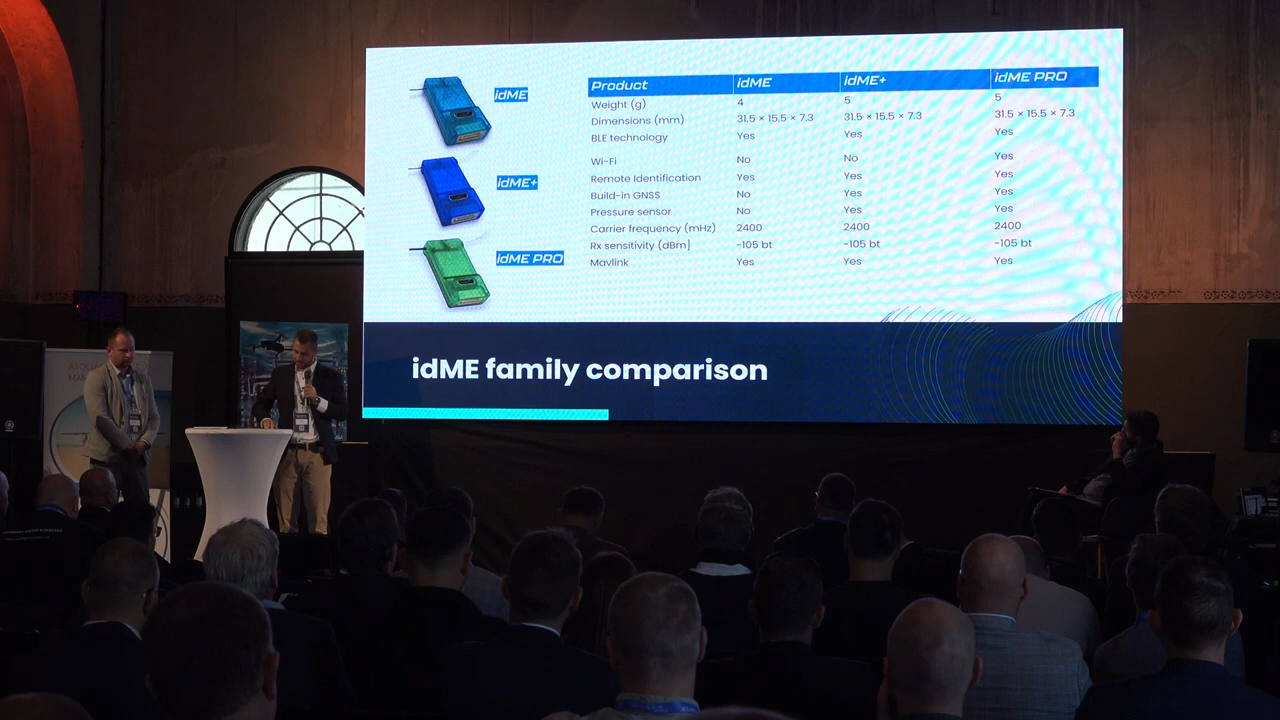 idME
idME+
idME PRO
Product idME idME+ idME PRO
Weight (g) 4 5 5
Dimensions (mm) 31.5 × 15.5 × 7.3 31.5 × 15.5 × 7.3 31.5 × 15.5 × 7.3
BLE technology Yes Yes Yes
Wi-Fi No No Yes
Remote Identification Yes Yes Yes
Build-in GNSS No Yes Yes
Pressure sensor No Yes Yes
Carrier frequency (mHz) 2400 2400 2400
Rx sensitivity (dBm] -105 bt -105 bt -105 bt
Mavlink Yes Yes Yes
idME family comparison